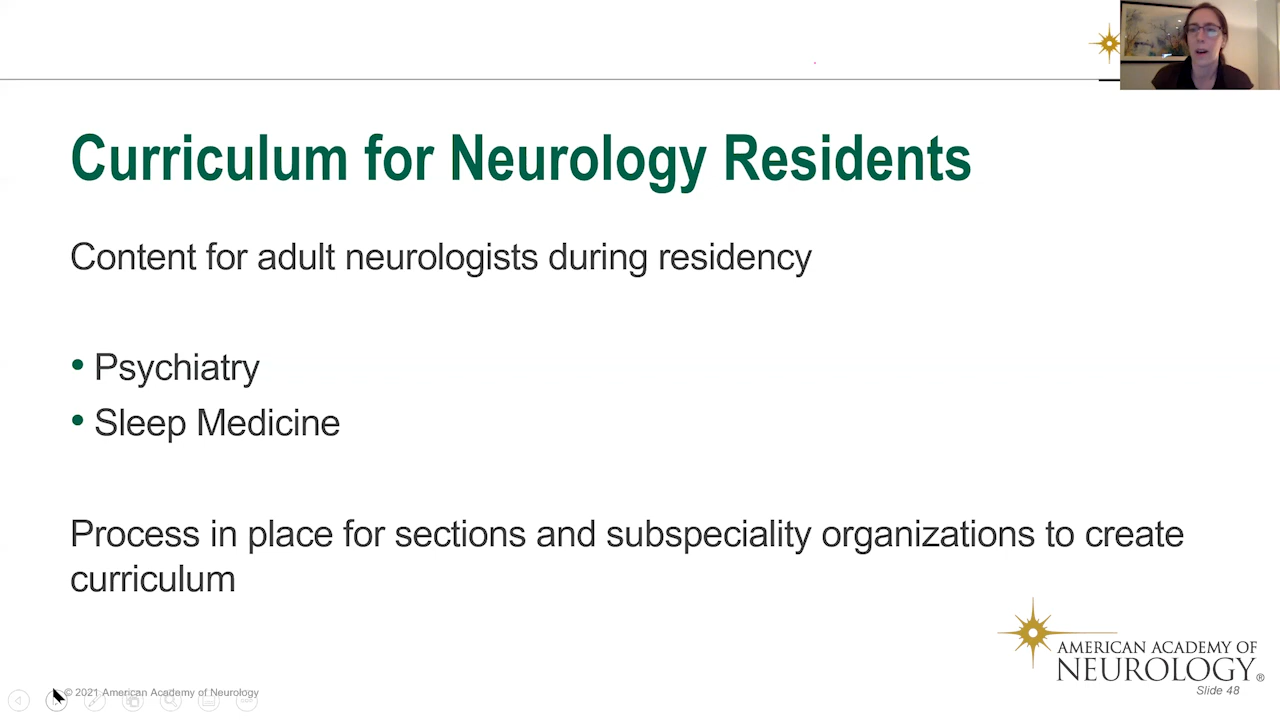 Curriculum for Neurology Residents
Content for adult neurologists during residency
• Psychiatry
• Sleep Medicine
Process in place for sections and subspeciality organizations to create
curriculum
AMERICAN ACADEMY OF
NEUROLOGY®
Slide 48
© 2021 American Academy of Neurology